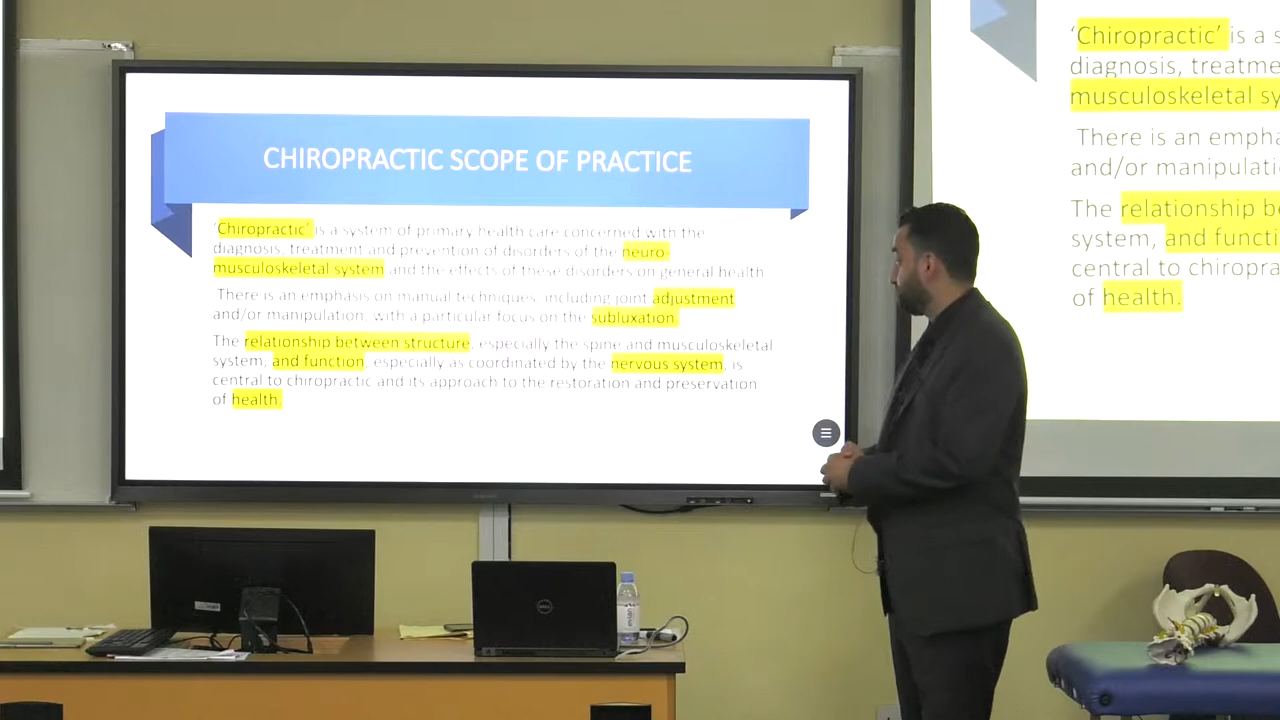 CHIROPRACTIC SCOPE OF PRACTICE
'Chiropractic' is a system of primary health care concerned with the
diagnosis, treatment and prevention of disorders of the neuro-
musculoskeletal system and the effects of these disorders on general health
There is an emphasis on manual techniques, including joint adjustment
and/or manipulation, with a particular focus on the subluxation.
The relationship between structure, especially the spine and musculoskeletal
system, and function, especially as coordinated by the nervous system, is
central to chiropractic and its approach to the restoration and preservation
of health.
'Chiropractic' is a s
diagnosis, treatme
musculoskeletal sy
There is an empha
and/or manipulati
The relationship be
system, and functi
central to chiropra
of health.
DELL
evian